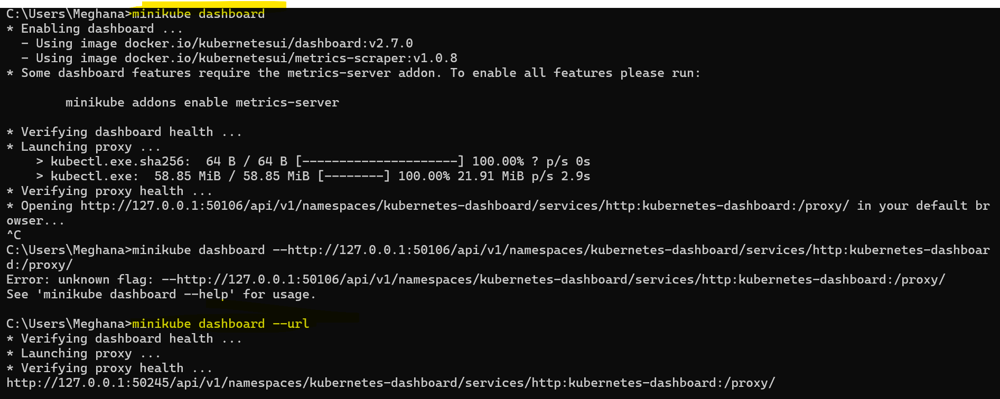 C:\Users\Meghana>minikube dashboard
* Enabling dashboard ...
  - Using image docker.io/kubernetesui/dashboard:v2.7.0
  - Using image docker.io/kubernetesui/metrics-scraper:v1.0.8
* Some dashboard features require the metrics-server addon. To enable all features please run:
        minikube addons enable metrics-server
* Verifying dashboard health ...
* Launching proxy ...
    > kubectl.exe.sha256:  64 B / 64 B [---------------------] 100.00% ? p/s 0s
    > kubectl.exe:  58.85 MiB / 58.85 MiB [--------] 100.00% 21.91 MiB p/s 2.9s
* Verifying proxy health ...
* Opening http://127.0.0.1:50106/api/v1/namespaces/kubernetes-dashboard/services/http:kubernetes-dashboard:/proxy/ in your default br
owser...
^C
C:\Users\Meghana>minikube dashboard --http://127.0.0.1:50106/api/v1/namespaces/kubernetes-dashboard/services/http:kubernetes-dashboar
d:/proxy/
Error: unknown flag: --http://127.0.0.1:50106/api/v1/namespaces/kubernetes-dashboard/services/http:kubernetes-dashboard:/proxy/
See 'minikube dashboard --help' for usage.
C:\Users\Meghana>minikube dashboard --url
* Verifying dashboard health ...
* Launching proxy ...
* Verifying proxy health ...
http://127.0.0.1:50245/api/v1/namespaces/kubernetes-dashboard/services/http:kubernetes-dashboard:/proxy/